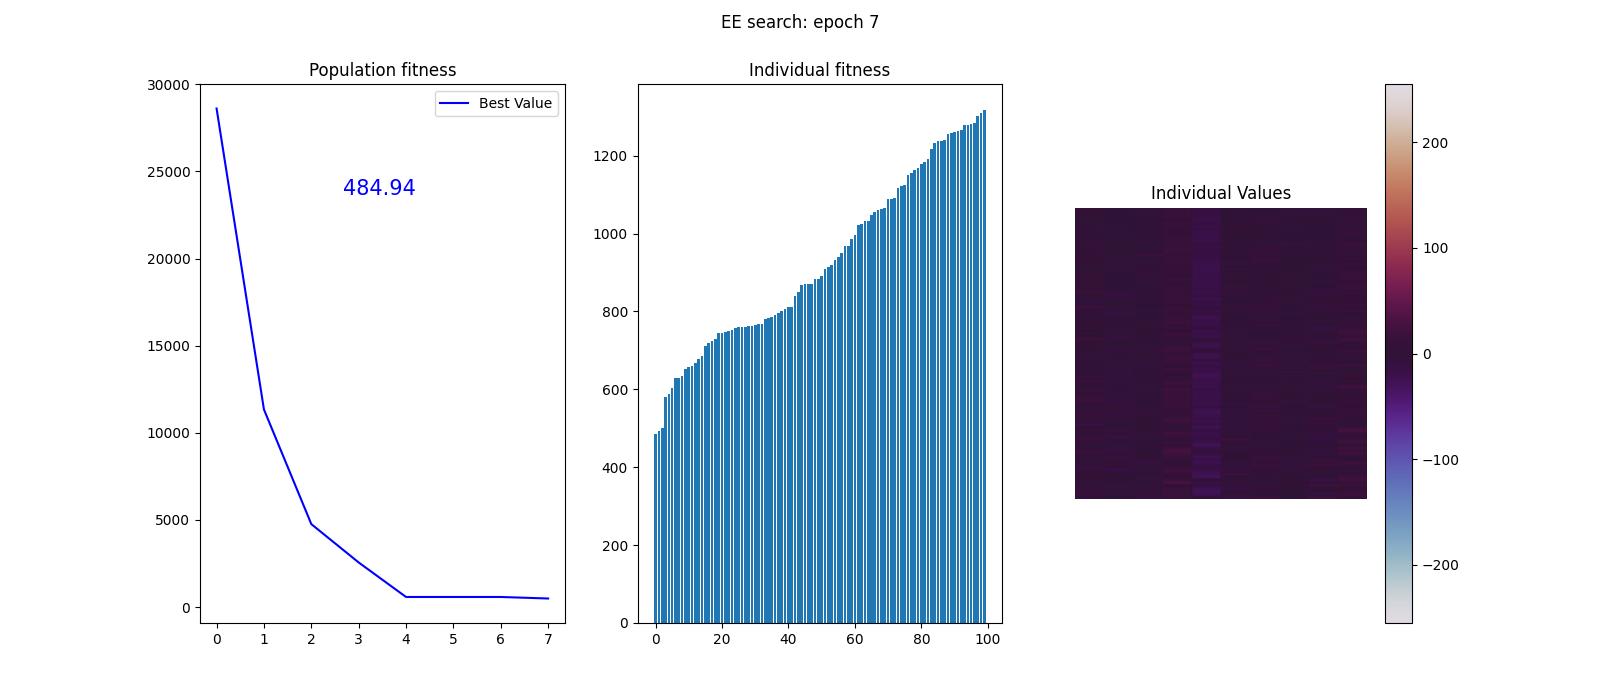 EE search: epoch 7
Population fitness
30000
25000
20000
15000
10000
5000
0
0 1 2 3 4 5 6 7
Best Value
484.94
Individual fitness
1200
1000
800
600
400
200
0
0 20 40 60 80 100
Individual Values
200
100
0
−100
−200